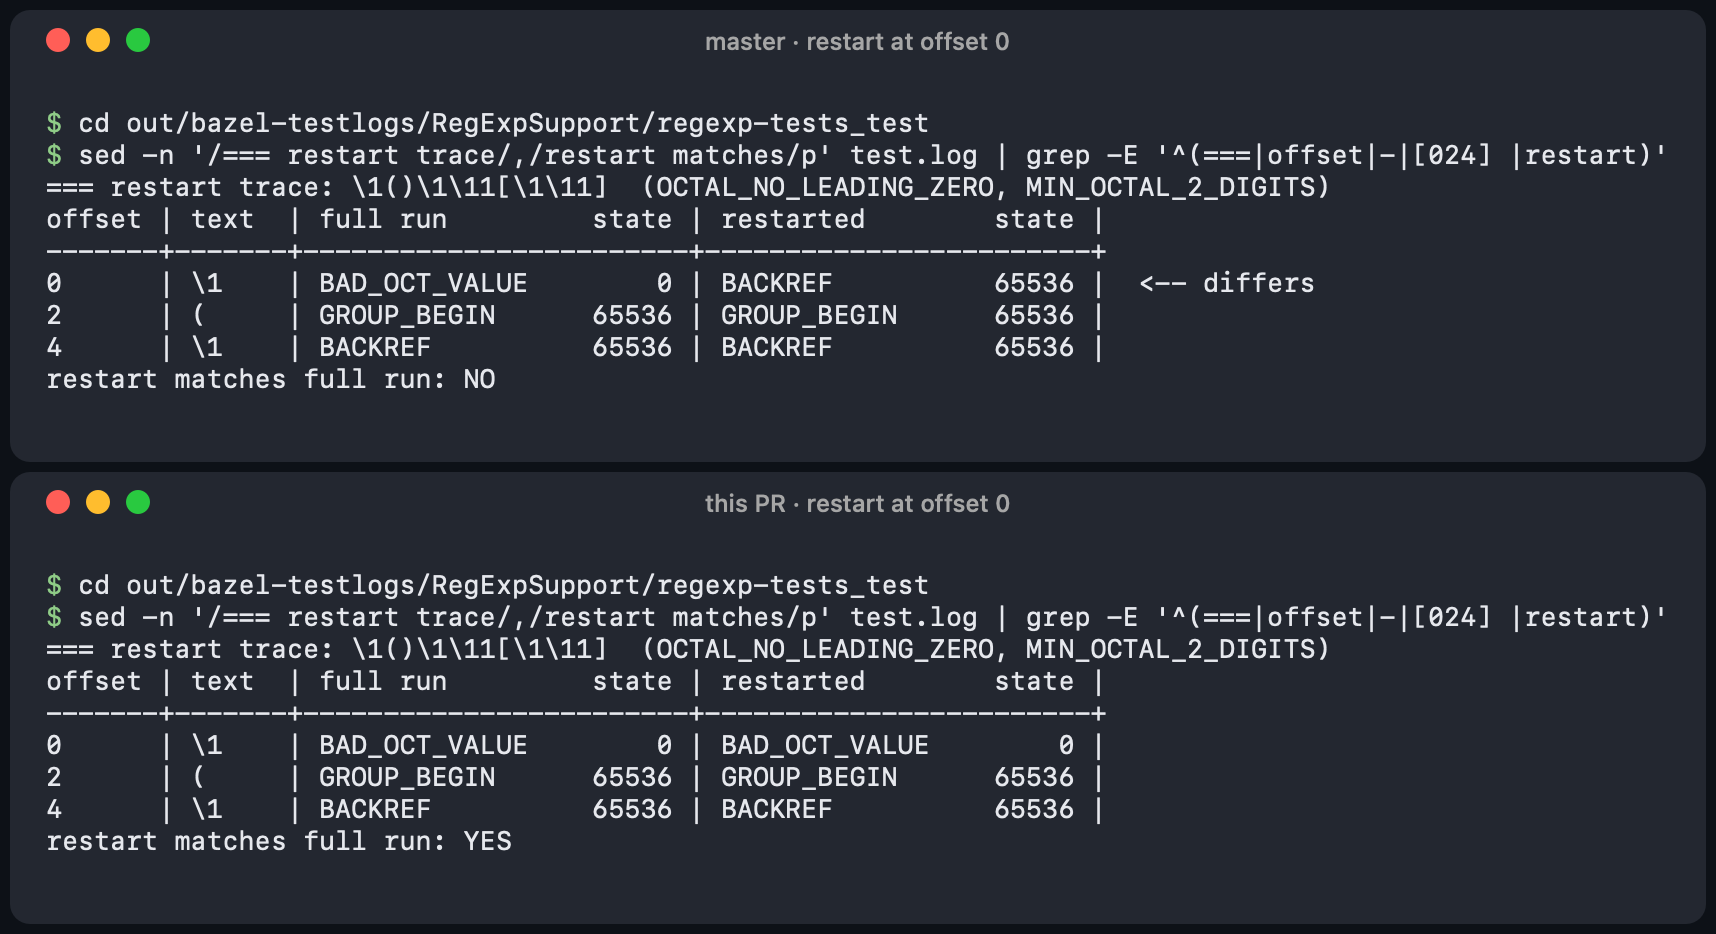 master · restart at offset 0
$ cd out/bazel-testlogs/RegExpSupport/regexp-tests_test
$ sed -n '/=== restart trace/,/restart matches/p' test.log | grep -E '^(===|offset|-|[024] |restart)'
=== restart trace: \1()\1\11[\1\11]  (OCTAL_NO_LEADING_ZERO, MIN_OCTAL_2_DIGITS)
offset | text  | full run         state | restarted        state |
-------+-------+------------------------+------------------------+
0      | \1    | BAD_OCT_VALUE        0 | BACKREF          65536 |  <-- differs
2      | (     | GROUP_BEGIN      65536 | GROUP_BEGIN      65536 |
4      | \1    | BACKREF          65536 | BACKREF          65536 |
restart matches full run: NO
this PR · restart at offset 0
$ cd out/bazel-testlogs/RegExpSupport/regexp-tests_test
$ sed -n '/=== restart trace/,/restart matches/p' test.log | grep -E '^(===|offset|-|[024] |restart)'
=== restart trace: \1()\1\11[\1\11]  (OCTAL_NO_LEADING_ZERO, MIN_OCTAL_2_DIGITS)
offset | text  | full run         state | restarted        state |
-------+-------+------------------------+------------------------+
0      | \1    | BAD_OCT_VALUE        0 | BAD_OCT_VALUE        0 |
2      | (     | GROUP_BEGIN      65536 | GROUP_BEGIN      65536 |
4      | \1    | BACKREF          65536 | BACKREF          65536 |
restart matches full run: YES